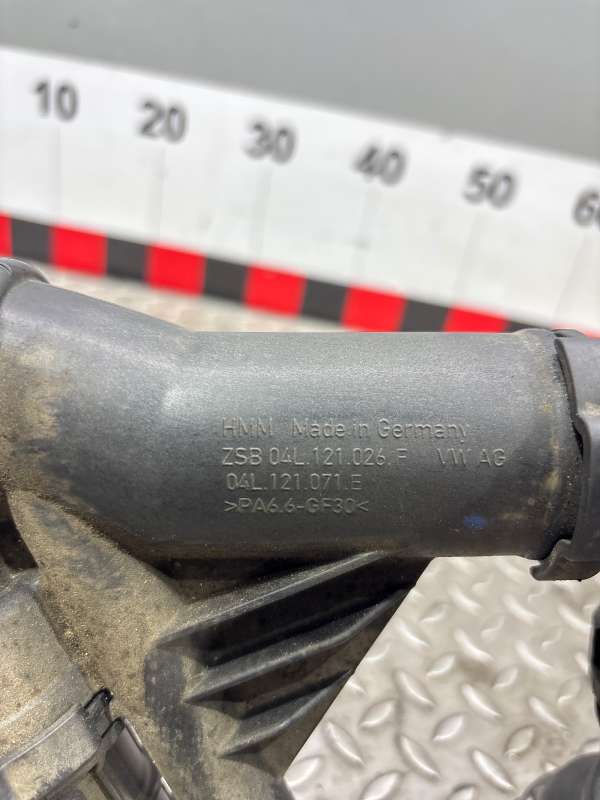 10 20 30 40 50 60
HMM Made in Germany
ZSB 04L.121.026.F VW AG
04L.121.071.E
>PA6.6-GF30<